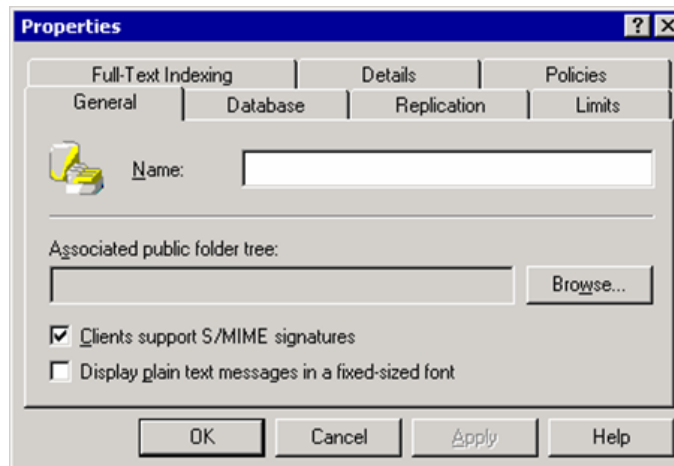 Properties
Full-Text Indexing Details Policies
General Database Replication Limits
Name:
Associated public folder tree:
Browse...
Clients support S/MIME signatures
Display plain text messages in a fixed-sized font
OK Cancel Apply Help